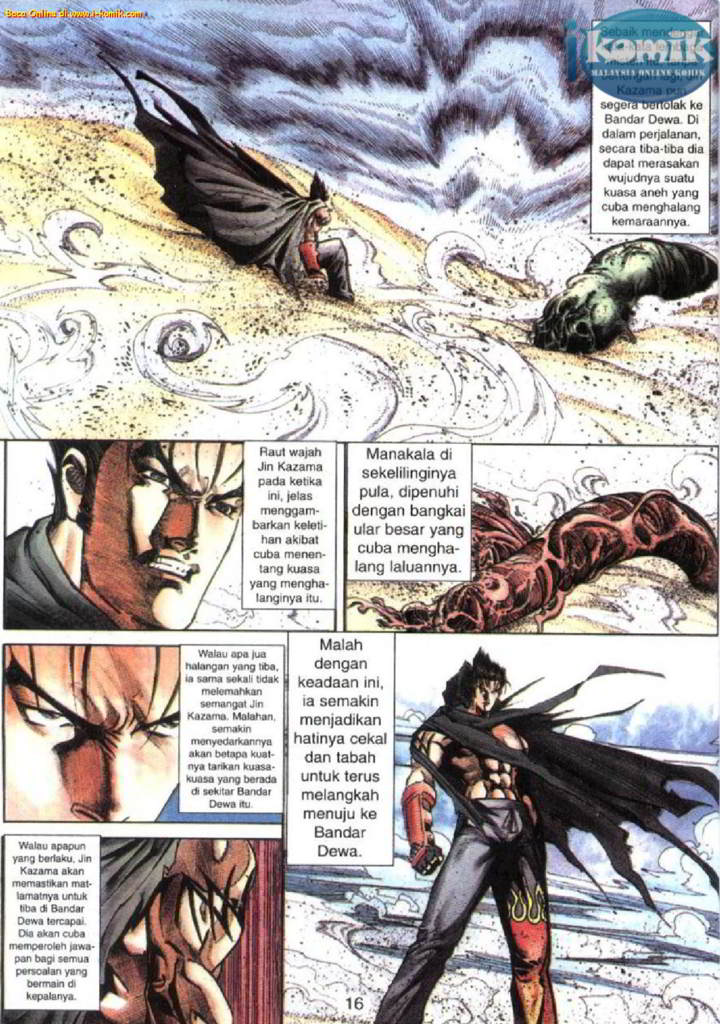 Baca Online di www.i-komik.com
i komik
MALAYSIA ONLINE KOMIK
Sebaik
Kazama pun
segera bertolak ke
Bandar Dewa. Di
dalam perjalanan,
secara tiba-tiba dia
dapat merasakan
wujudnya suatu
kuasa aneh yang
cuba menghalang
kemaraannya.
Raut wajah
Jin Kazama
pada ketika
ini, jelas
menggam-
barkan keleti-
han akibat
cuba menen-
tang kuasa
yang mengha-
langinya itu.
Manakala di
sekelilinginya
pula, dipenuhi
dengan bangkai
ular besar yang
cuba mengha-
lang laluannya.
Walau apa jua
halangan yang tiba,
ia sama sekali tidak
melemahkan
semangat Jin
Kazama. Malahan,
semakin
menyedarkannya
akan betapa kuat-
nya tarikan kuasa-
kuasa yang berada
di sekitar Bandar
Dewa itu.
Malah
dengan
keadaan ini,
ia semakin
menjadikan
hatinya cekal
dan tabah
untuk terus
melangkah
menuju ke
Bandar
Dewa.
Walau apapun
yang berlaku, Jin
Kazama akan
memastikan mat-
lamatnya untuk
tiba di Bandar
Dewa tercapai.
Dia akan cuba
memperoleh jawa-
pan bagi semua
persoalan yang
bermain di
kepalanya.
16